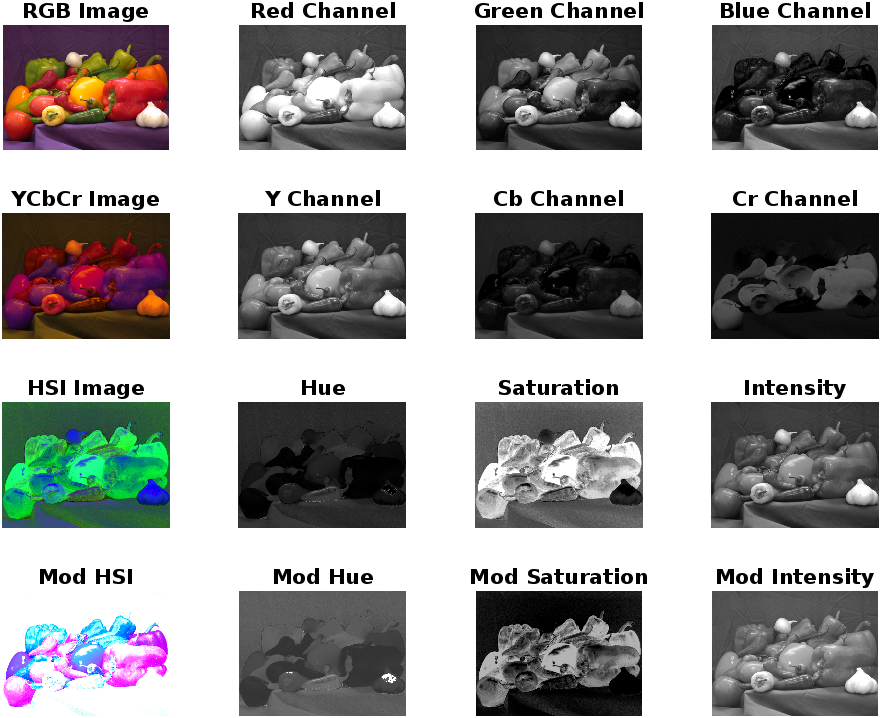 RGB Image
Red Channel
Green Channel
Blue Channel
YCbCr Image
Y Channel
Cb Channel
Cr Channel
HSI Image
Hue
Saturation
Intensity
Mod HSI
Mod Hue
Mod Saturation
Mod Intensity